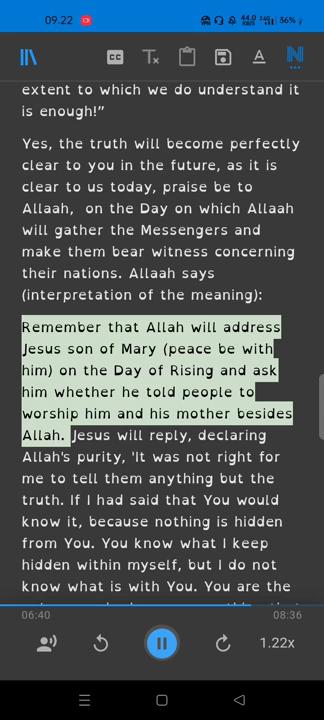 09.22
44.0 KB/S
36%
CC
extent to which we do understand it
is enough!”
Yes, the truth will become perfectly
clear to you in the future, as it is
clear to us today, praise be to
Allaah,  on the Day on which Allaah
will gather the Messengers and
make them bear witness concerning
their nations. Allaah says
(interpretation of the meaning):
Remember that Allah will address
Jesus son of Mary (peace be with
him) on the Day of Rising and ask
him whether he told people to
worship him and his mother besides
Allah. Jesus will reply, declaring
Allah's purity, 'It was not right for
me to tell them anything but the
truth. If I had said that You would
know it, because nothing is hidden
from You. You know what I keep
hidden within myself, but I do not
know what is with You. You are the
06:40
08:36
1.22x